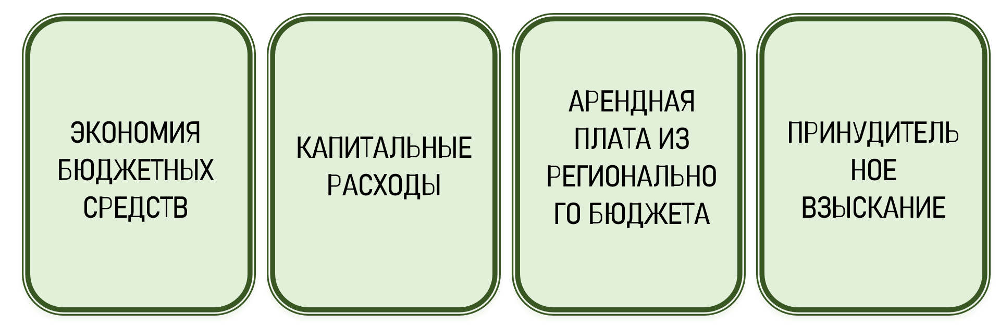 ЭКОНОМИЯ
БЮДЖЕТНЫХ
СРЕДСТВ
КАПИТАЛЬНЫЕ
РАСХОДЫ
АРЕНДНАЯ
ПЛАТА ИЗ
РЕГИОНАЛЬНО
ГО БЮДЖЕТА
ПРИНУДИТЕЛЬ
НОЕ
ВЗЫСКАНИЕ